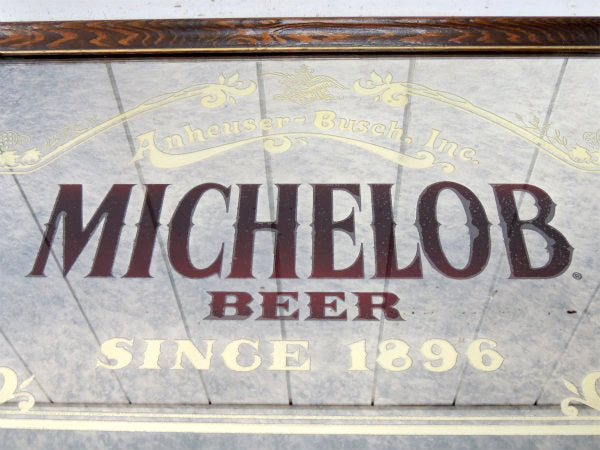 Anheuser-Busch, Inc.
MICHELOB®
BEER
SINCE 1896